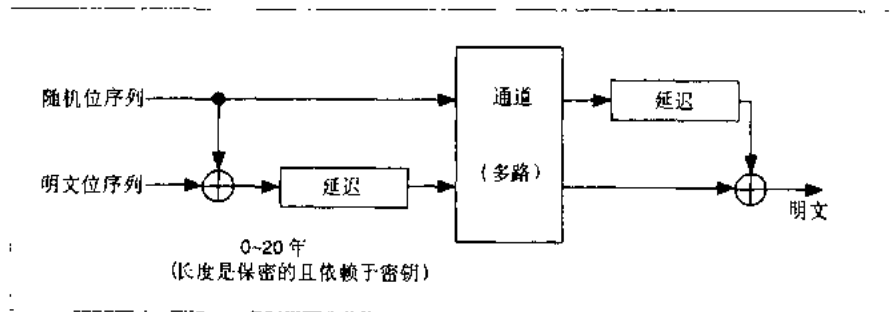 随机位序列
通道
延迟
明文位序列
延迟
(多路)
明文
0~20 年
(长度是保密的且依赖于密钥)